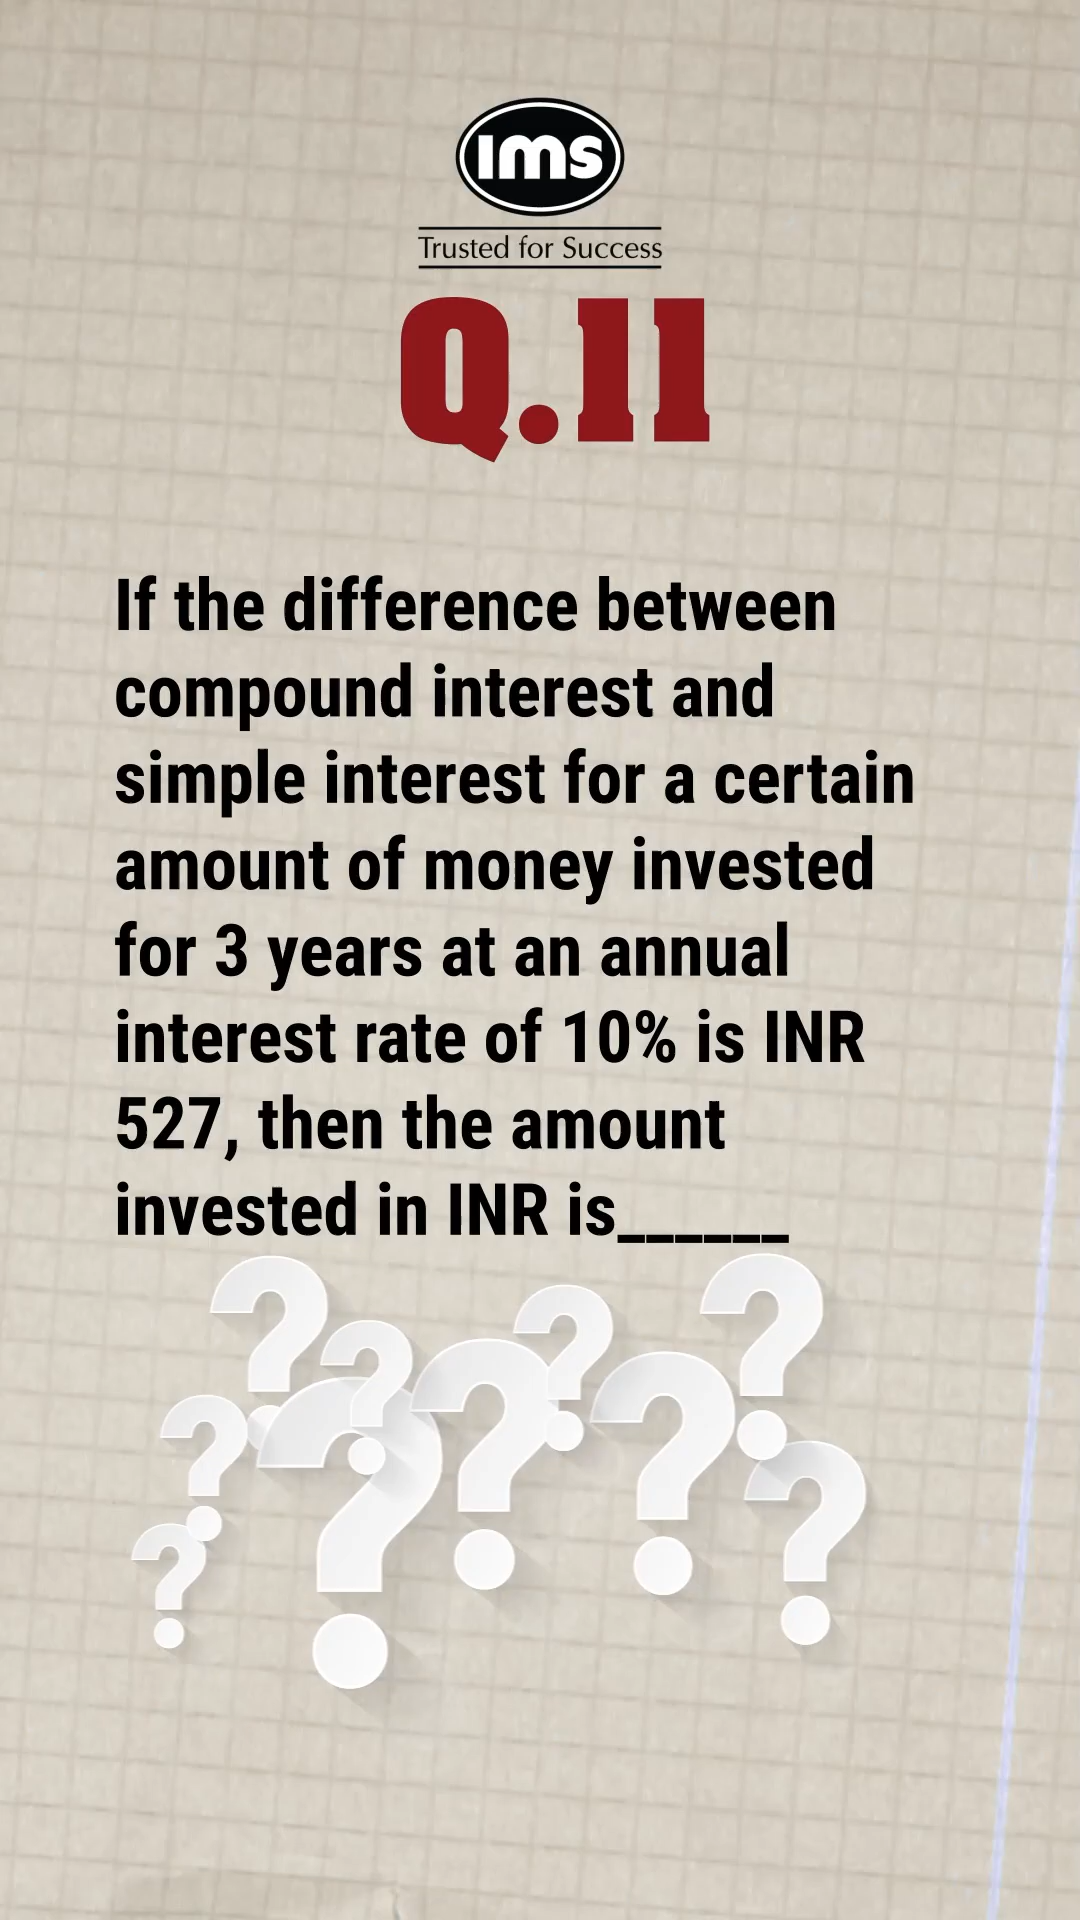 ims
Trusted for Success
Q.11
If the difference between
compound interest and
simple interest for a certain
amount of money invested
for 3 years at an annual
interest rate of 10% is INR
527, then the amount
invested in INR is______